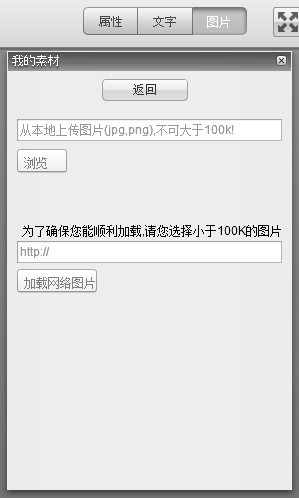 属性 文字 图片
我的素材
返回
从本地上传图片(jpg,png),不可大于100k!
浏览
为了确保您能顺利加载,请您选择小于100K的图片
http://
加载网络图片